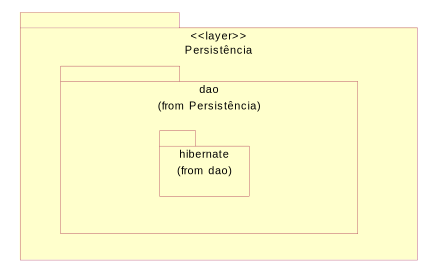 <<layer>>
Persistência
dao
(from Persistência)
hibernate
(from dao)